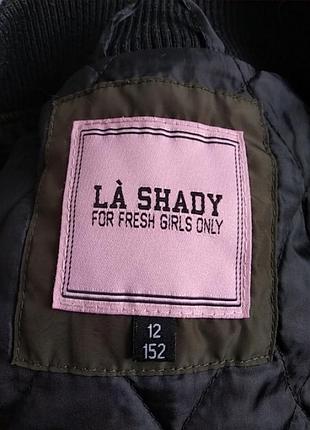 LÀ SHADY
FOR FRESH GIRLS ONLY
12
152